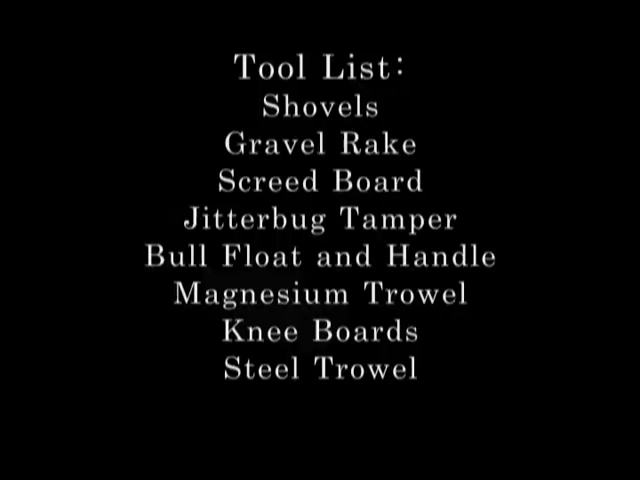 Tool List:
Shovels
Gravel Rake
Screed Board
Jitterbug Tamper
Bull Float and Handle
Magnesium Trowel
Knee Boards
Steel Trowel